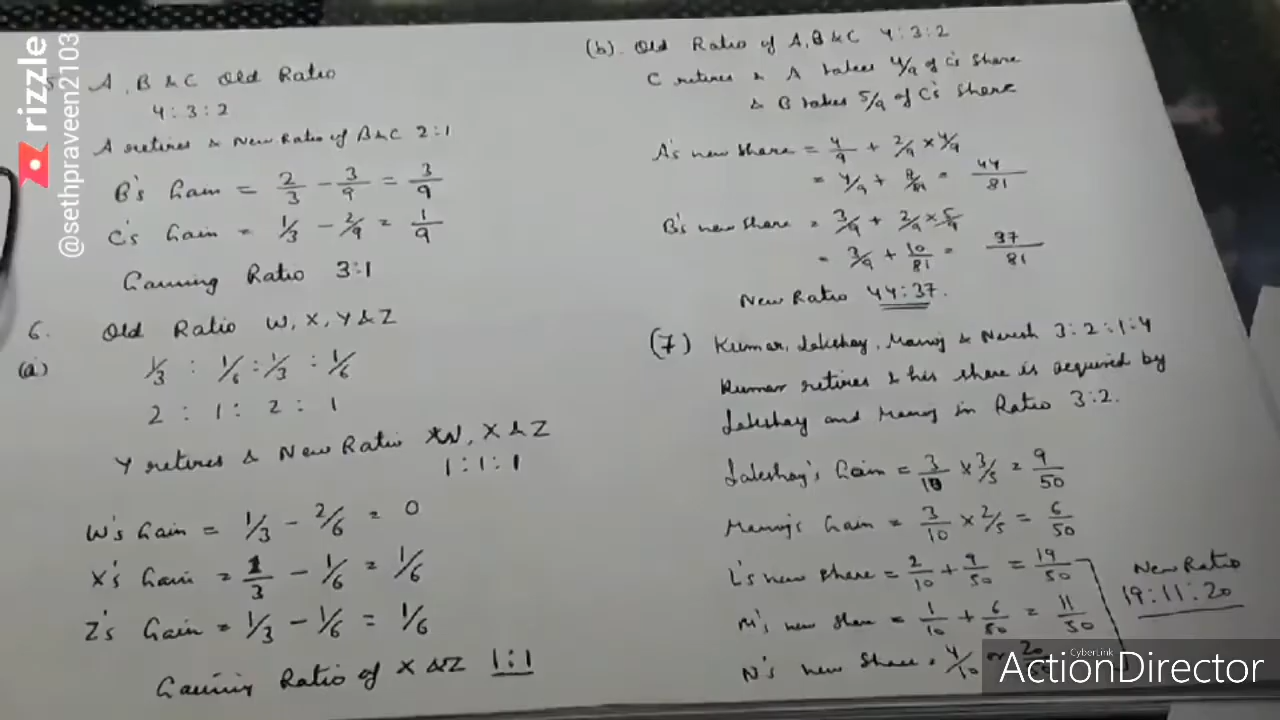 rizzle
@sethpraveen2103
5 A, B & C Old Ratio
4:3:2
A retires & New Ratio of B&C 2:1
B's Gain = 2/3 - 3/9 = 3/9
C's Gain = 1/3 - 2/9 = 1/9
Gaining Ratio 3:1
6. Old Ratio W, X, Y & Z
(a) 1/3 : 1/6 : 1/3 : 1/6
2 : 1 : 2 : 1
Y retires & New Ratio W, X & Z
1:1:1
W's Gain = 1/3 - 2/6 = 0
X's Gain = 1/3 - 1/6 = 1/6
Z's Gain = 1/3 - 1/6 = 1/6
Gaining Ratio of X & Z 1:1
(b). Old Ratio of A, B & C 4:3:2
C retires & A takes 4/9 of C's share
& B takes 5/9 of C's share
A's new share = 4/9 + 2/9 × 4/9
= 4/9 + 8/81 = 44/81
B's new share = 3/9 + 2/9 × 5/9
= 3/9 + 10/81 = 37/81
New Ratio 44:37.
(7) Kumar, Lakshay, Manoj & Naresh 3:2:1:4
Kumar retires & his share is acquired by
Lakshay and Manoj in Ratio 3:2.
Lakshay's Gain = 3/10 × 3/5 = 9/50
Manoj's Gain = 3/10 × 2/5 = 6/50
L's new share = 2/10 + 9/50 = 19/50
M's new share = 1/10 + 6/50 = 11/50
N's new share = 4/10 or 20
New Ratio
19:11:20
CyberLink
ActionDirector